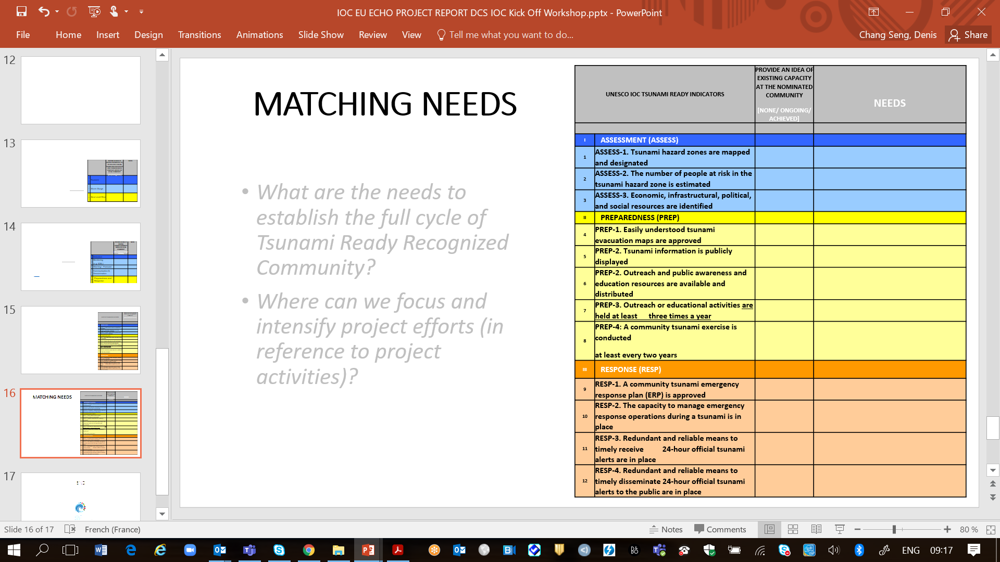 IOC EU ECHO PROJECT REPORT DCS IOC Kick Off Workshop.pptx - PowerPoint
File Home Insert Design Transitions Animations Slide Show Review View Tell me what you want to do... Chang Seng, Denis Share
12
13
14
15
16
MATCHING NEEDS
17
MATCHING NEEDS
• What are the needs to
establish the full cycle of
Tsunami Ready Recognized
Community?
• Where can we focus and
intensify project efforts (in
reference to project
activities)?
UNESCO IOC TSUNAMI READY INDICATORS
PROVIDE AN IDEA OF
EXISTING CAPACITY
AT THE NOMINATED
COMMUNITY
[NONE/ ONGOING/
ACHIEVED]
NEEDS
I ASSESSMENT (ASSESS)
1 ASSESS-1. Tsunami hazard zones are mapped
and designated
2 ASSESS-2. The number of people at risk in the
tsunami hazard zone is estimated
3 ASSESS-3. Economic, infrastructural, political,
and social resources are identified
II PREPAREDNESS (PREP)
4 PREP-1. Easily understood tsunami
evacuation maps are approved
5 PREP-2. Tsunami information is publicly
displayed
6 PREP-2. Outreach and public awareness and
education resources are available and
distributed
7 PREP-3. Outreach or educational activities are
held at least three times a year
8 PREP-4: A community tsunami exercise is
conducted
at least every two years
III RESPONSE (RESP)
9 RESP-1. A community tsunami emergency
response plan (ERP) is approved
10 RESP-2. The capacity to manage emergency
response operations during a tsunami is in
place
11 RESP-3. Redundant and reliable means to
timely receive 24-hour official tsunami
alerts are in place
12 RESP-4. Redundant and reliable means to
timely disseminate 24-hour official tsunami
alerts to the public are in place
Slide 16 of 17 French (France) Notes Comments 80 %
ENG 09:17